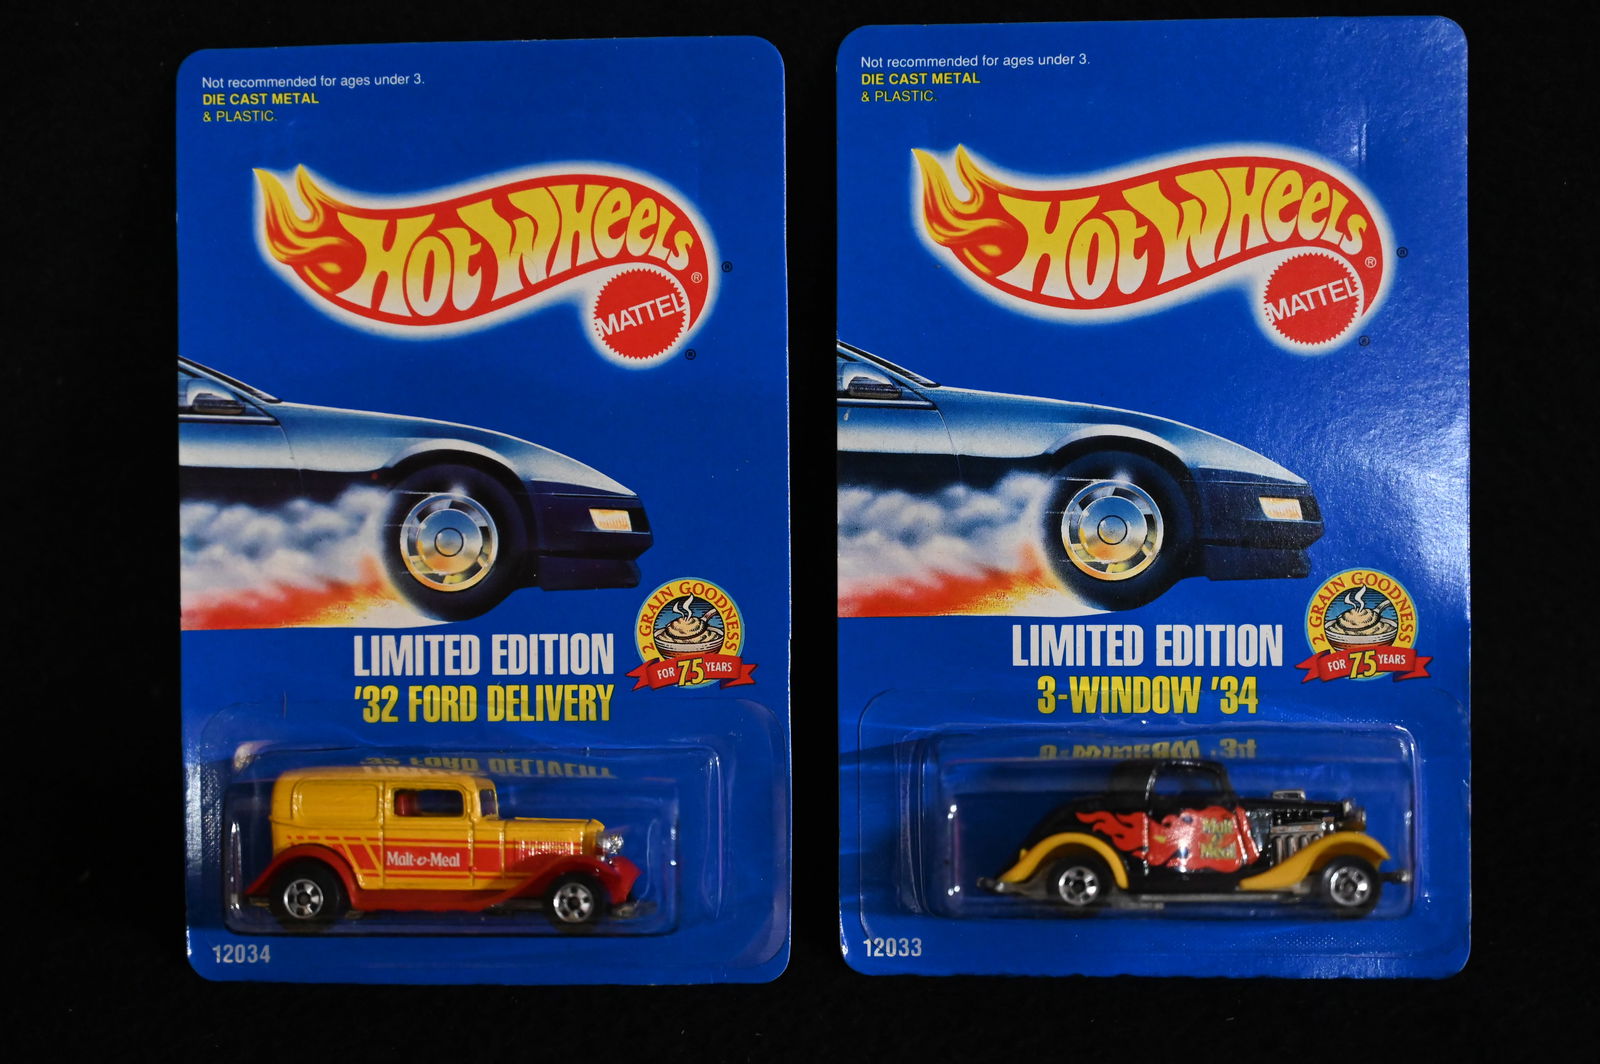 Not recommended for ages under 3.
DIE CAST METAL
& PLASTIC.
HOT WHEELS®
MATTEL
®
®
2 GRAIN GOODNESS
FOR 75 YEARS
LIMITED EDITION
'32 FORD DELIVERY
Malt-o-Meal
12034
Not recommended for ages under 3.
DIE CAST METAL
& PLASTIC.
HOT WHEELS®
MATTEL
®
®
2 GRAIN GOODNESS
FOR 75 YEARS
LIMITED EDITION
3-WINDOW '34
Malt
o
Meal
12033